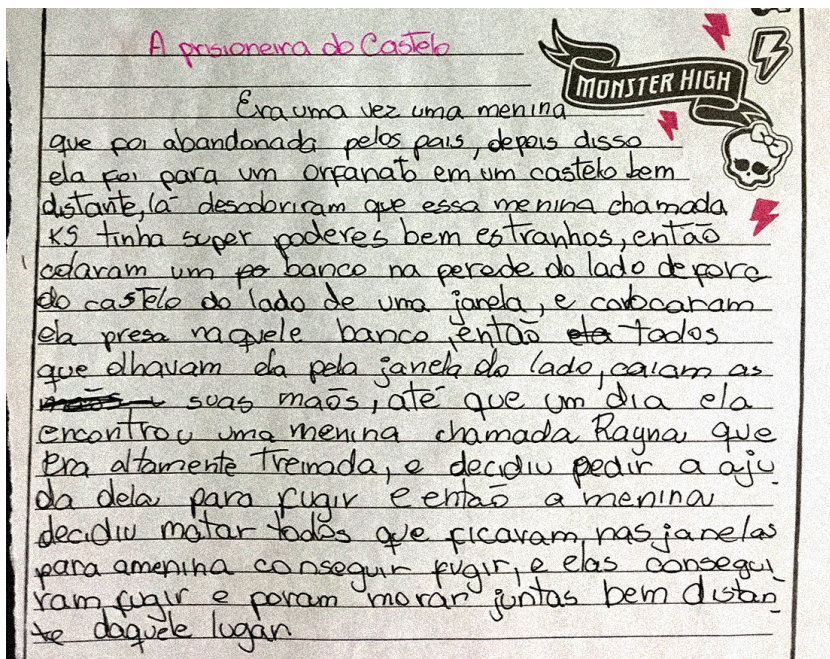 A prisioneira do Castelo
MONSTER HIGH
Era uma vez uma menina
que foi abandonada pelos pais, depois disso
ela foi para um orfanato em um castelo bem
distante, lá descobriram que essa menina chamada
KS tinha super poderes bem estranhos, então
colaram um banco na perede do lado de fora
do castelo do lado de uma janela, e colocaram
ela presa naquele banco, então todos
que olhavam ela pela janela do lado, caiam as
suas maõs, até que um dia ela
encontrou uma menina chamada Rayna que
era altamente Treinada, e decidiu pedir a aju
da dela para fugir e então a menina
decidiu matar todos que ficavam nas janelas
para amenina conseguir fugir, e elas consegui
ram fugir e foram morar juntas bem distan
te daquele lugar